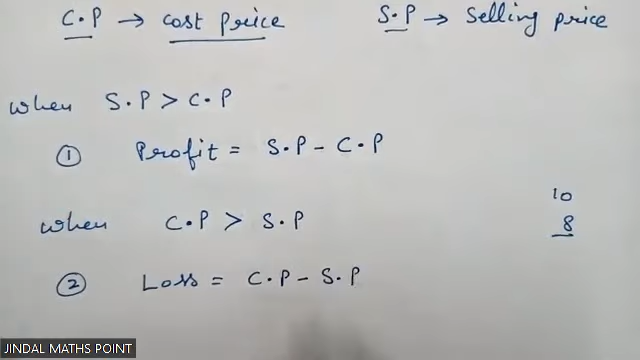 C.P → cost price S.P → selling price
when S.P > C.P
① Profit = S.P - C.P
10
when C.P > S.P 8
② Loss = C.P - S.P
JINDAL MATHS POINT